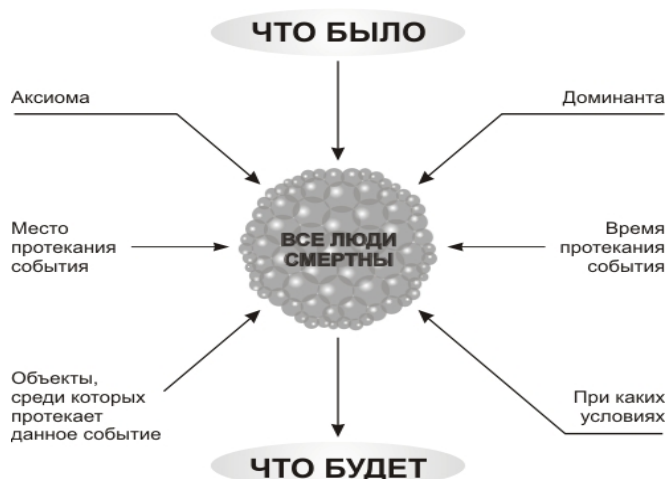 ЧТО БЫЛО
Аксиома
Доминанта
Место
протекания
события
ВСЕ ЛЮДИ
СМЕРТНЫ
Время
протекания
события
Объекты,
среди которых
протекает
данное событие
При каких
условиях
ЧТО БУДЕТ